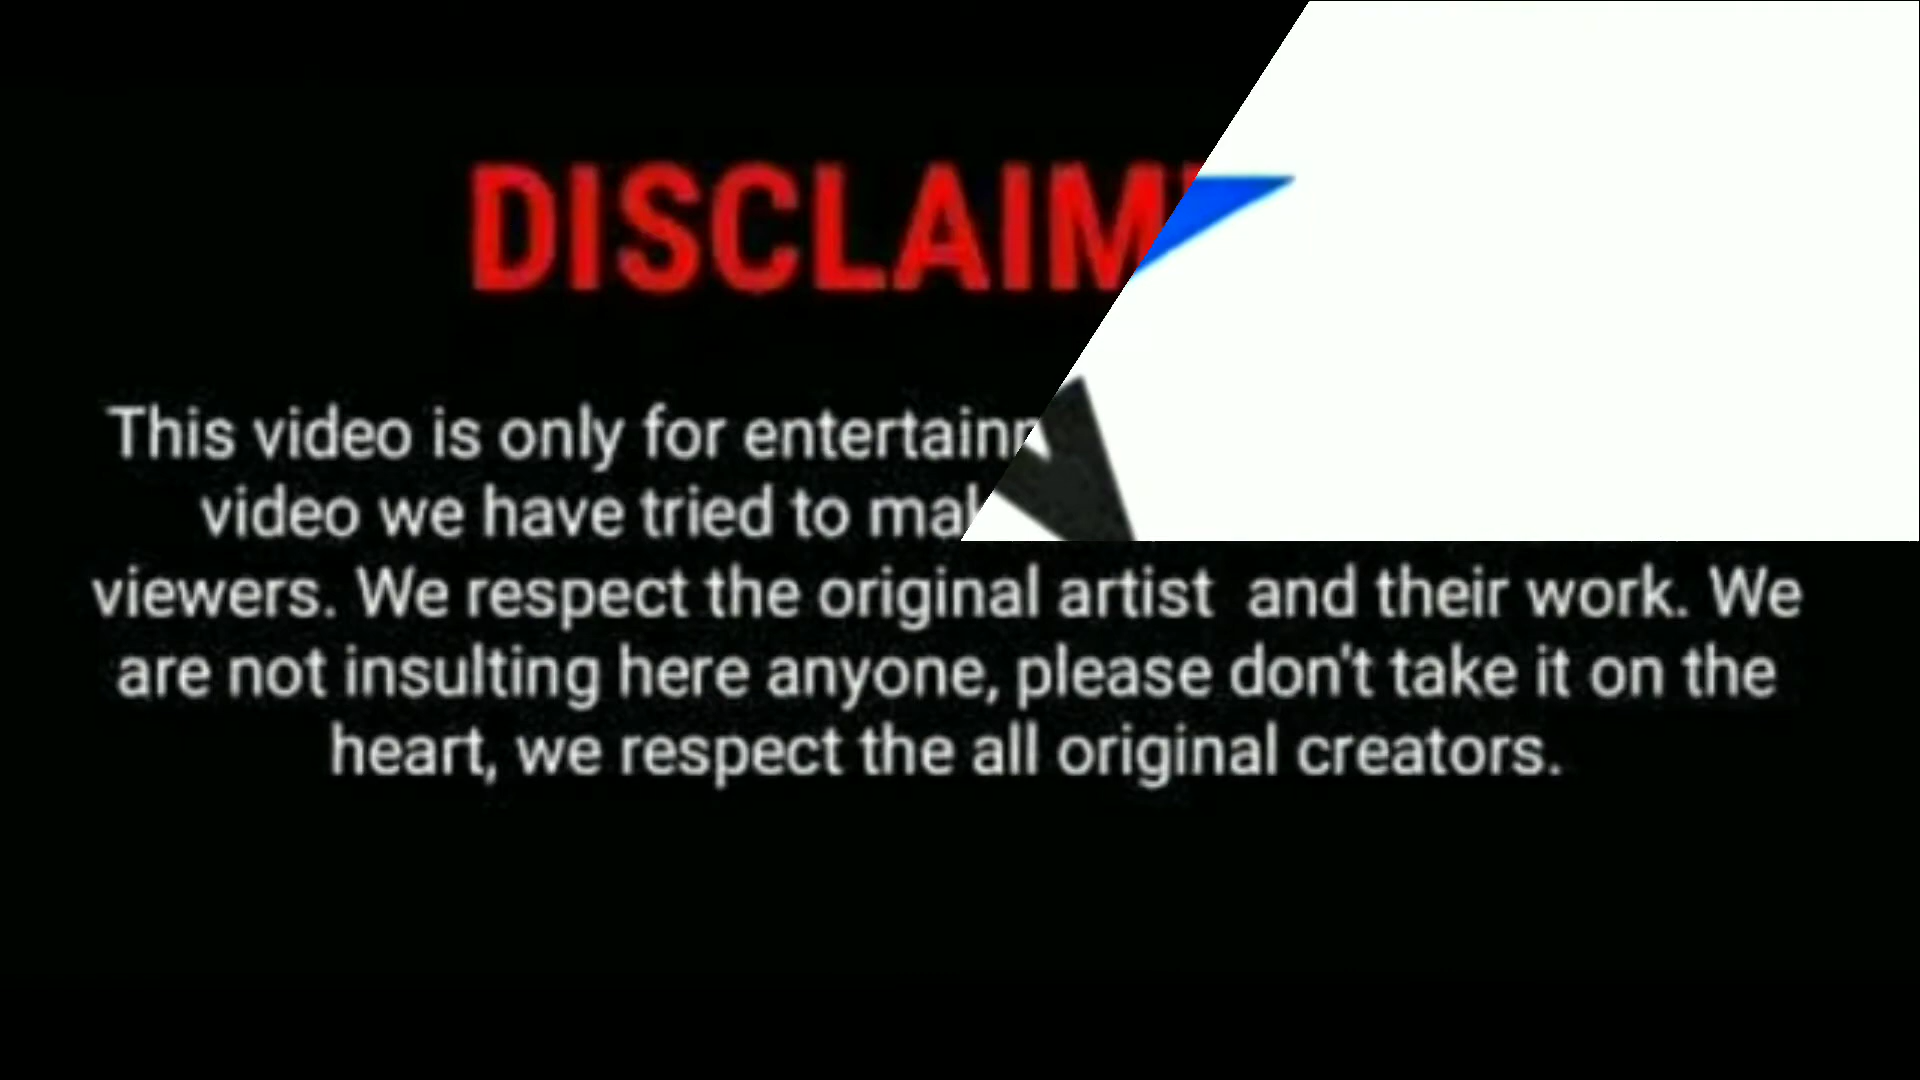 DISCLAIM
This video is only for
video we have tried to
viewers. We respect the original artist and their work. We
are not insulting here anyone, please don't take it on the
heart, we respect the all original creators.